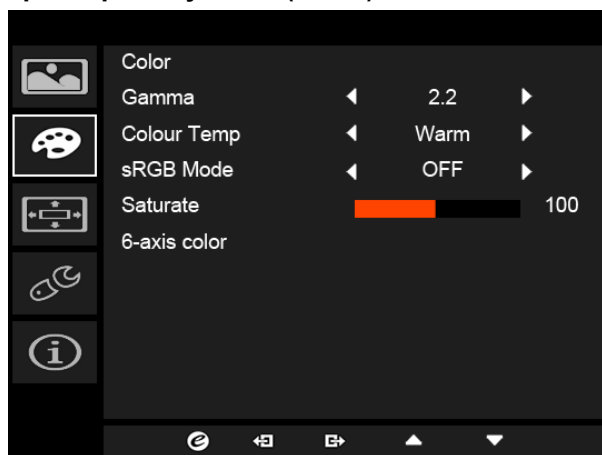 Color
Gamma 2.2
Colour Temp Warm
sRGB Mode OFF
Saturate 100
6-axis color